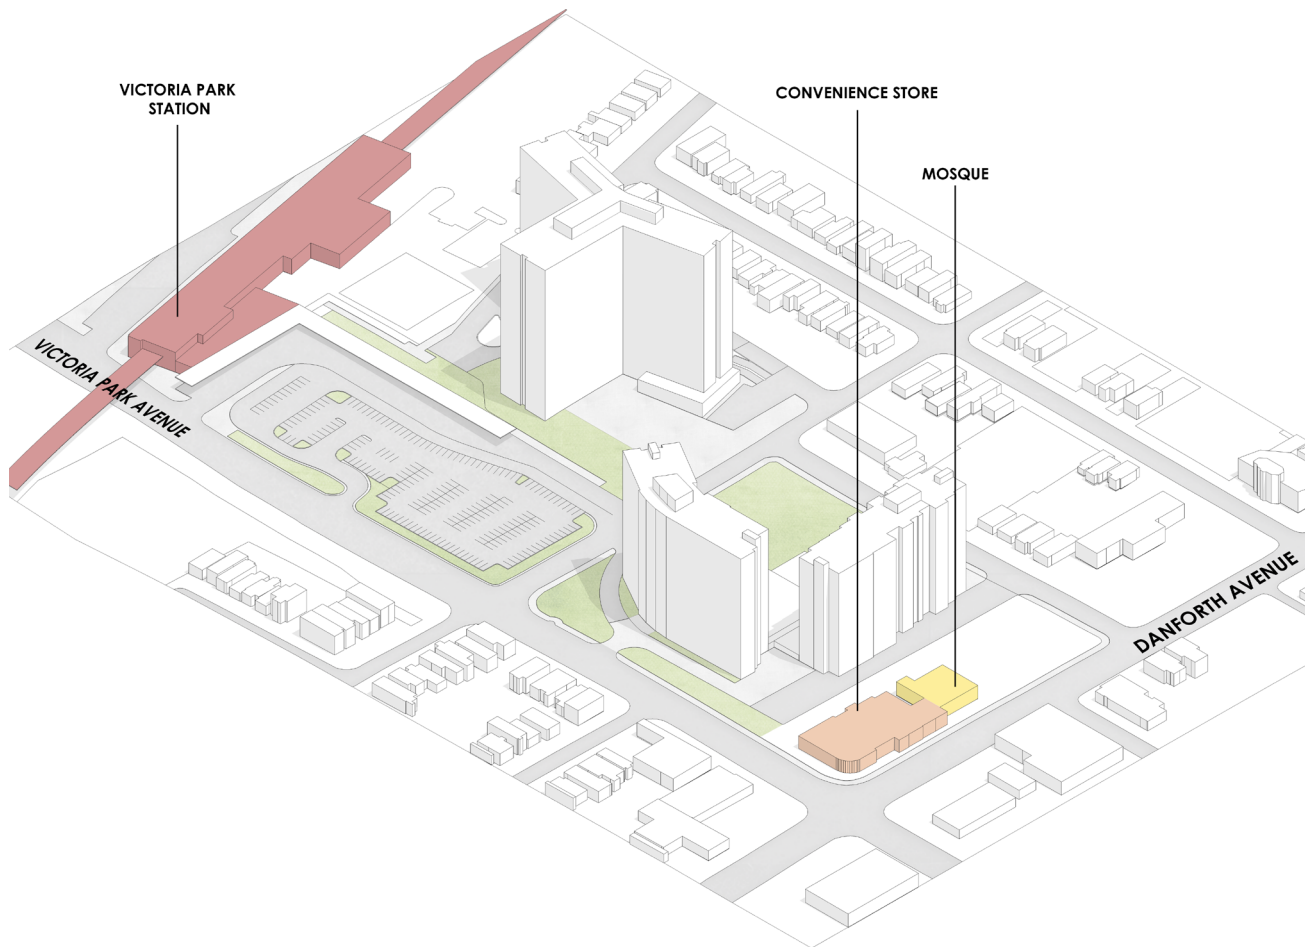 VICTORIA PARK
STATION
CONVENIENCE STORE
MOSQUE
VICTORIA PARK AVENUE
DANFORTH AVENUE